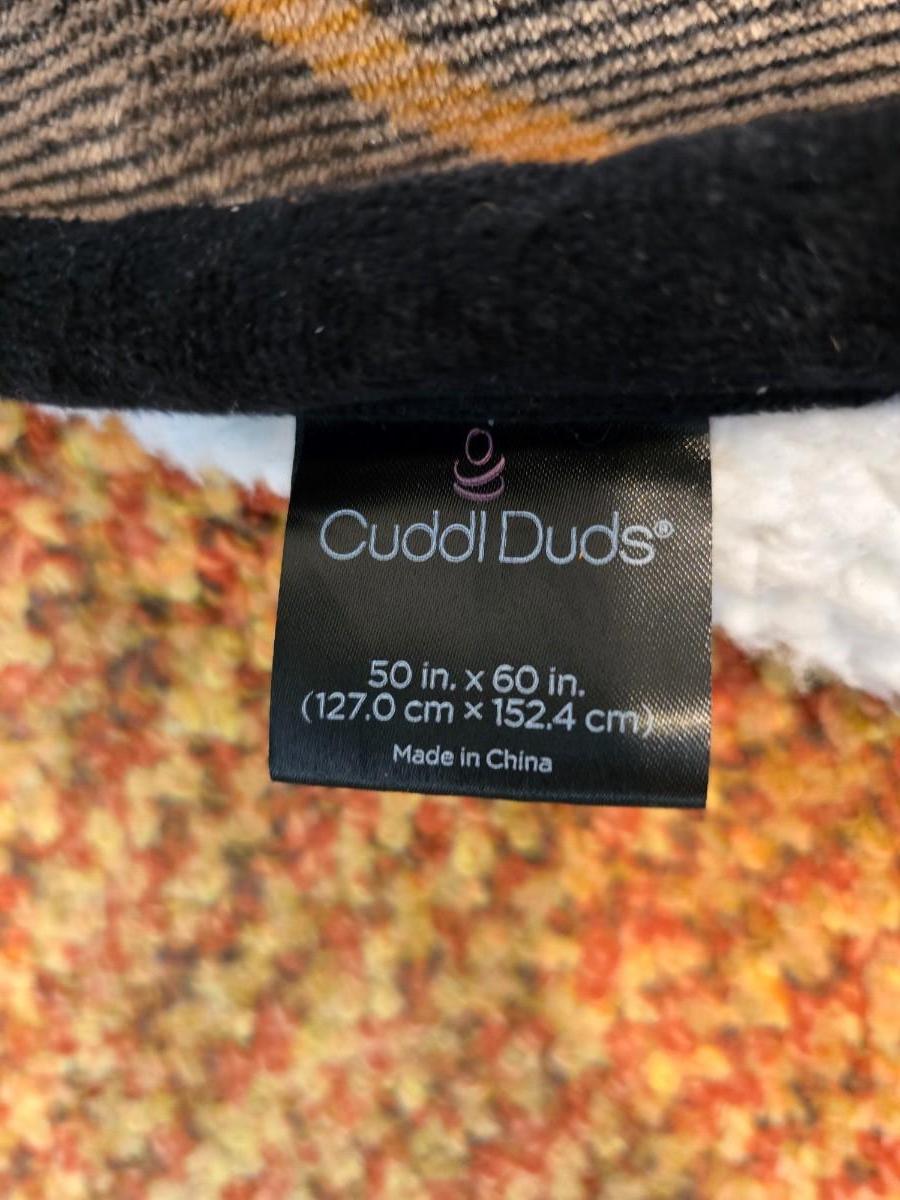 Cuddl Duds®
50 in. x 60 in.
(127.0 cm x 152.4 cm)
Made in China